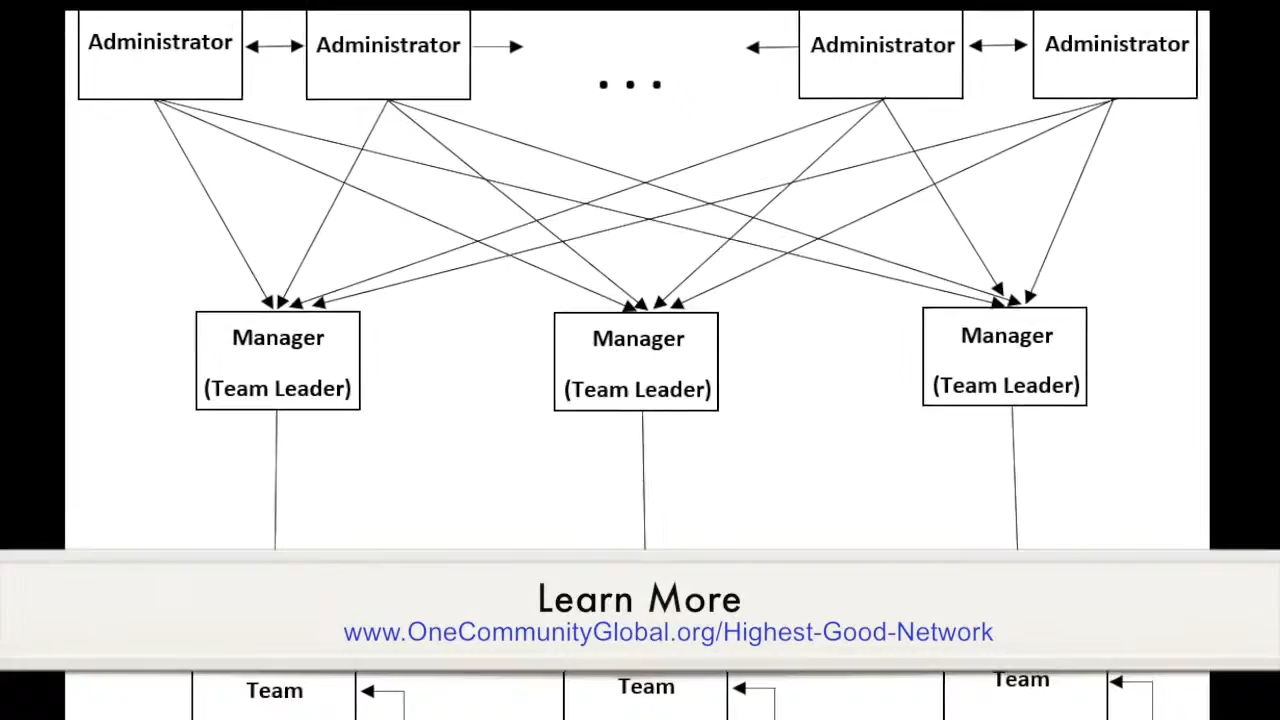 Administrator Administrator Administrator Administrator
...
Manager Manager Manager
(Team Leader) (Team Leader) (Team Leader)
Learn More
www.OneCommunityGlobal.org/Highest-Good-Network
Team Team Team